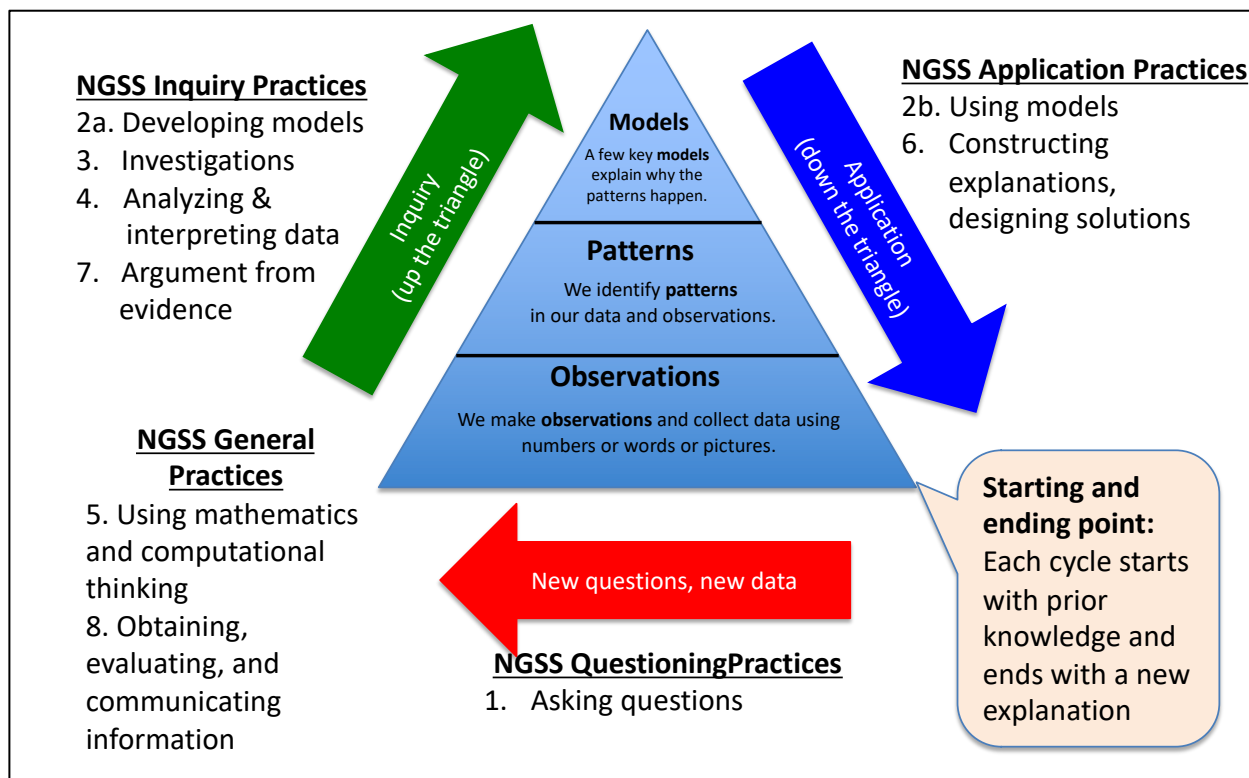 NGSS Inquiry Practices
2a. Developing models
3. Investigations
4. Analyzing &
interpreting data
7. Argument from
evidence
Inquiry
(up the triangle)
Models
A few key models
explain why the
patterns happen.
Patterns
We identify patterns
in our data and observations.
Observations
We make observations and collect data using
numbers or words or pictures.
Application
(down the triangle)
NGSS Application Practices
2b. Using models
6. Constructing
explanations,
designing solutions
NGSS General
Practices
5. Using mathematics
and computational
thinking
8. Obtaining,
evaluating, and
communicating
information
New questions, new data
NGSS QuestioningPractices
1. Asking questions
Starting and
ending point:
Each cycle starts
with prior
knowledge and
ends with a new
explanation